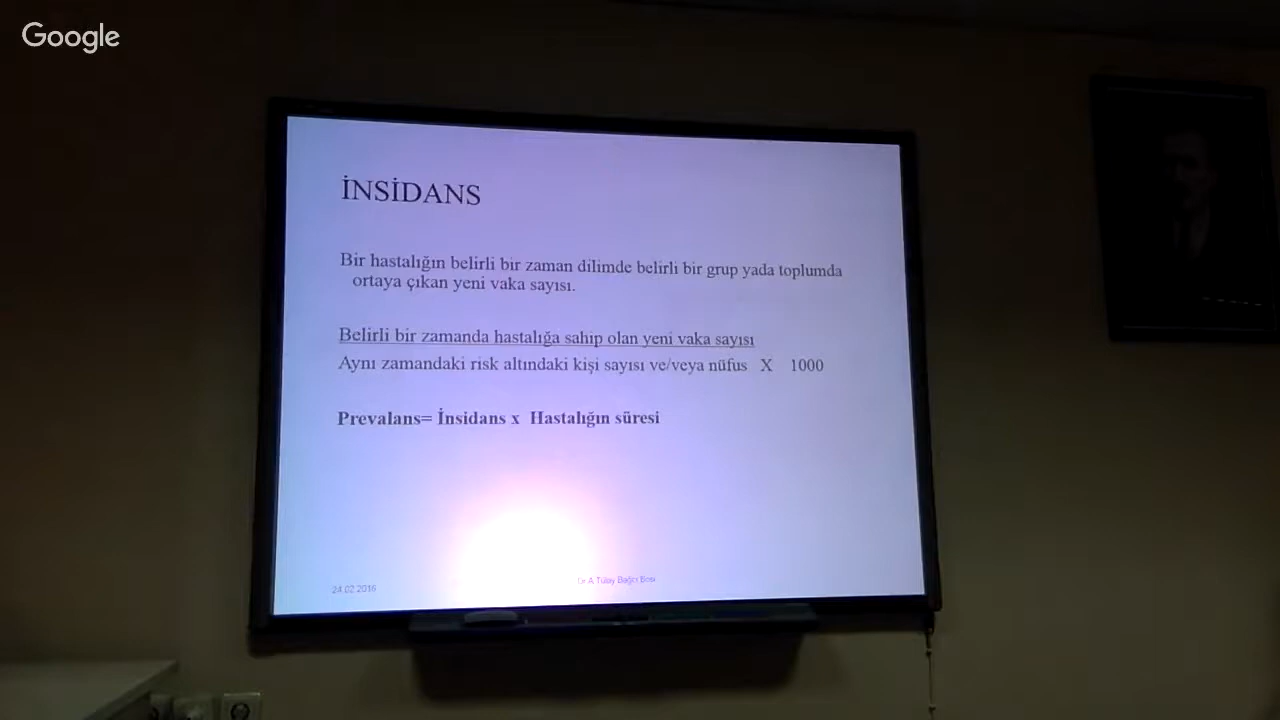 Google
İNSİDANS
Bir hastalığın belirli bir zaman dilimde belirli bir grup yada toplumda
ortaya çıkan yeni vaka sayısı.
Belirli bir zamanda hastalığa sahip olan yeni vaka sayısı
Aynı zamandaki risk altındaki kişi sayısı ve/veya nüfus X 1000
Prevalans= İnsidans x Hastalığın süresi
24.02.2016
Dr.A.Tülay